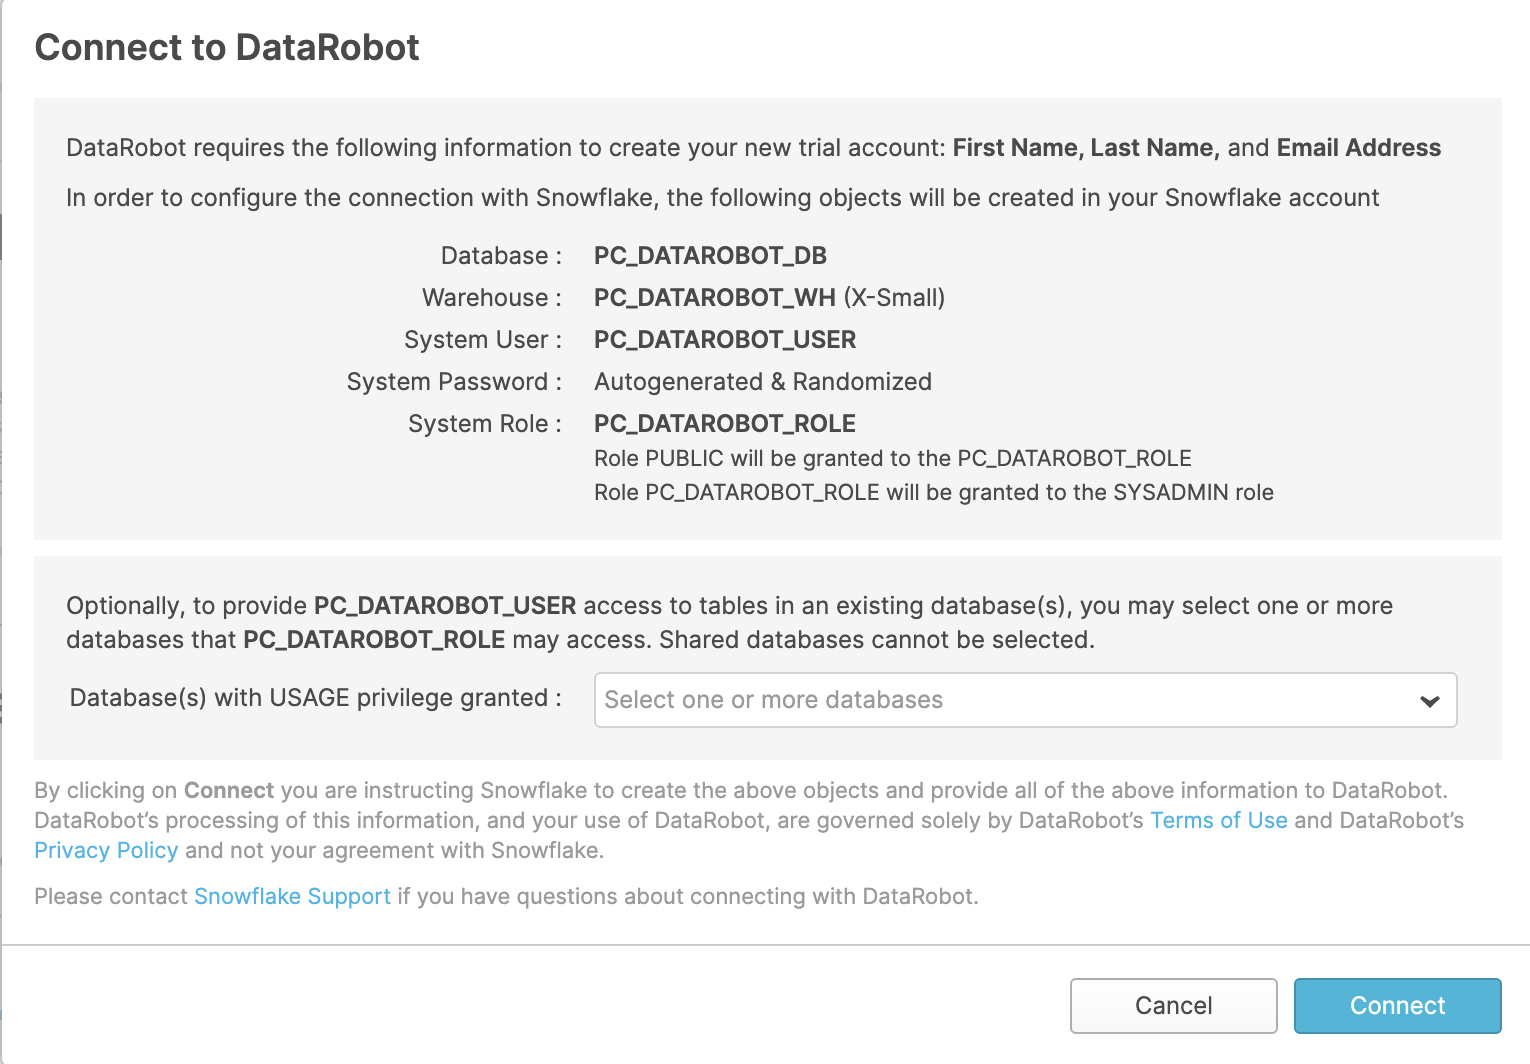 Connect to DataRobot
DataRobot requires the following information to create your new trial account: First Name, Last Name, and Email Address
In order to configure the connection with Snowflake, the following objects will be created in your Snowflake account
Database : PC_DATAROBOT_DB
Warehouse : PC_DATAROBOT_WH (X-Small)
System User : PC_DATAROBOT_USER
System Password : Autogenerated & Randomized
System Role : PC_DATAROBOT_ROLE
Role PUBLIC will be granted to the PC_DATAROBOT_ROLE
Role PC_DATAROBOT_ROLE will be granted to the SYSADMIN role
Optionally, to provide PC_DATAROBOT_USER access to tables in an existing database(s), you may select one or more
databases that PC_DATAROBOT_ROLE may access. Shared databases cannot be selected.
Database(s) with USAGE privilege granted : Select one or more databases
By clicking on Connect you are instructing Snowflake to create the above objects and provide all of the above information to DataRobot.
DataRobot’s processing of this information, and your use of DataRobot, are governed solely by DataRobot’s Terms of Use and DataRobot’s
Privacy Policy and not your agreement with Snowflake.
Please contact Snowflake Support if you have questions about connecting with DataRobot.
Cancel Connect